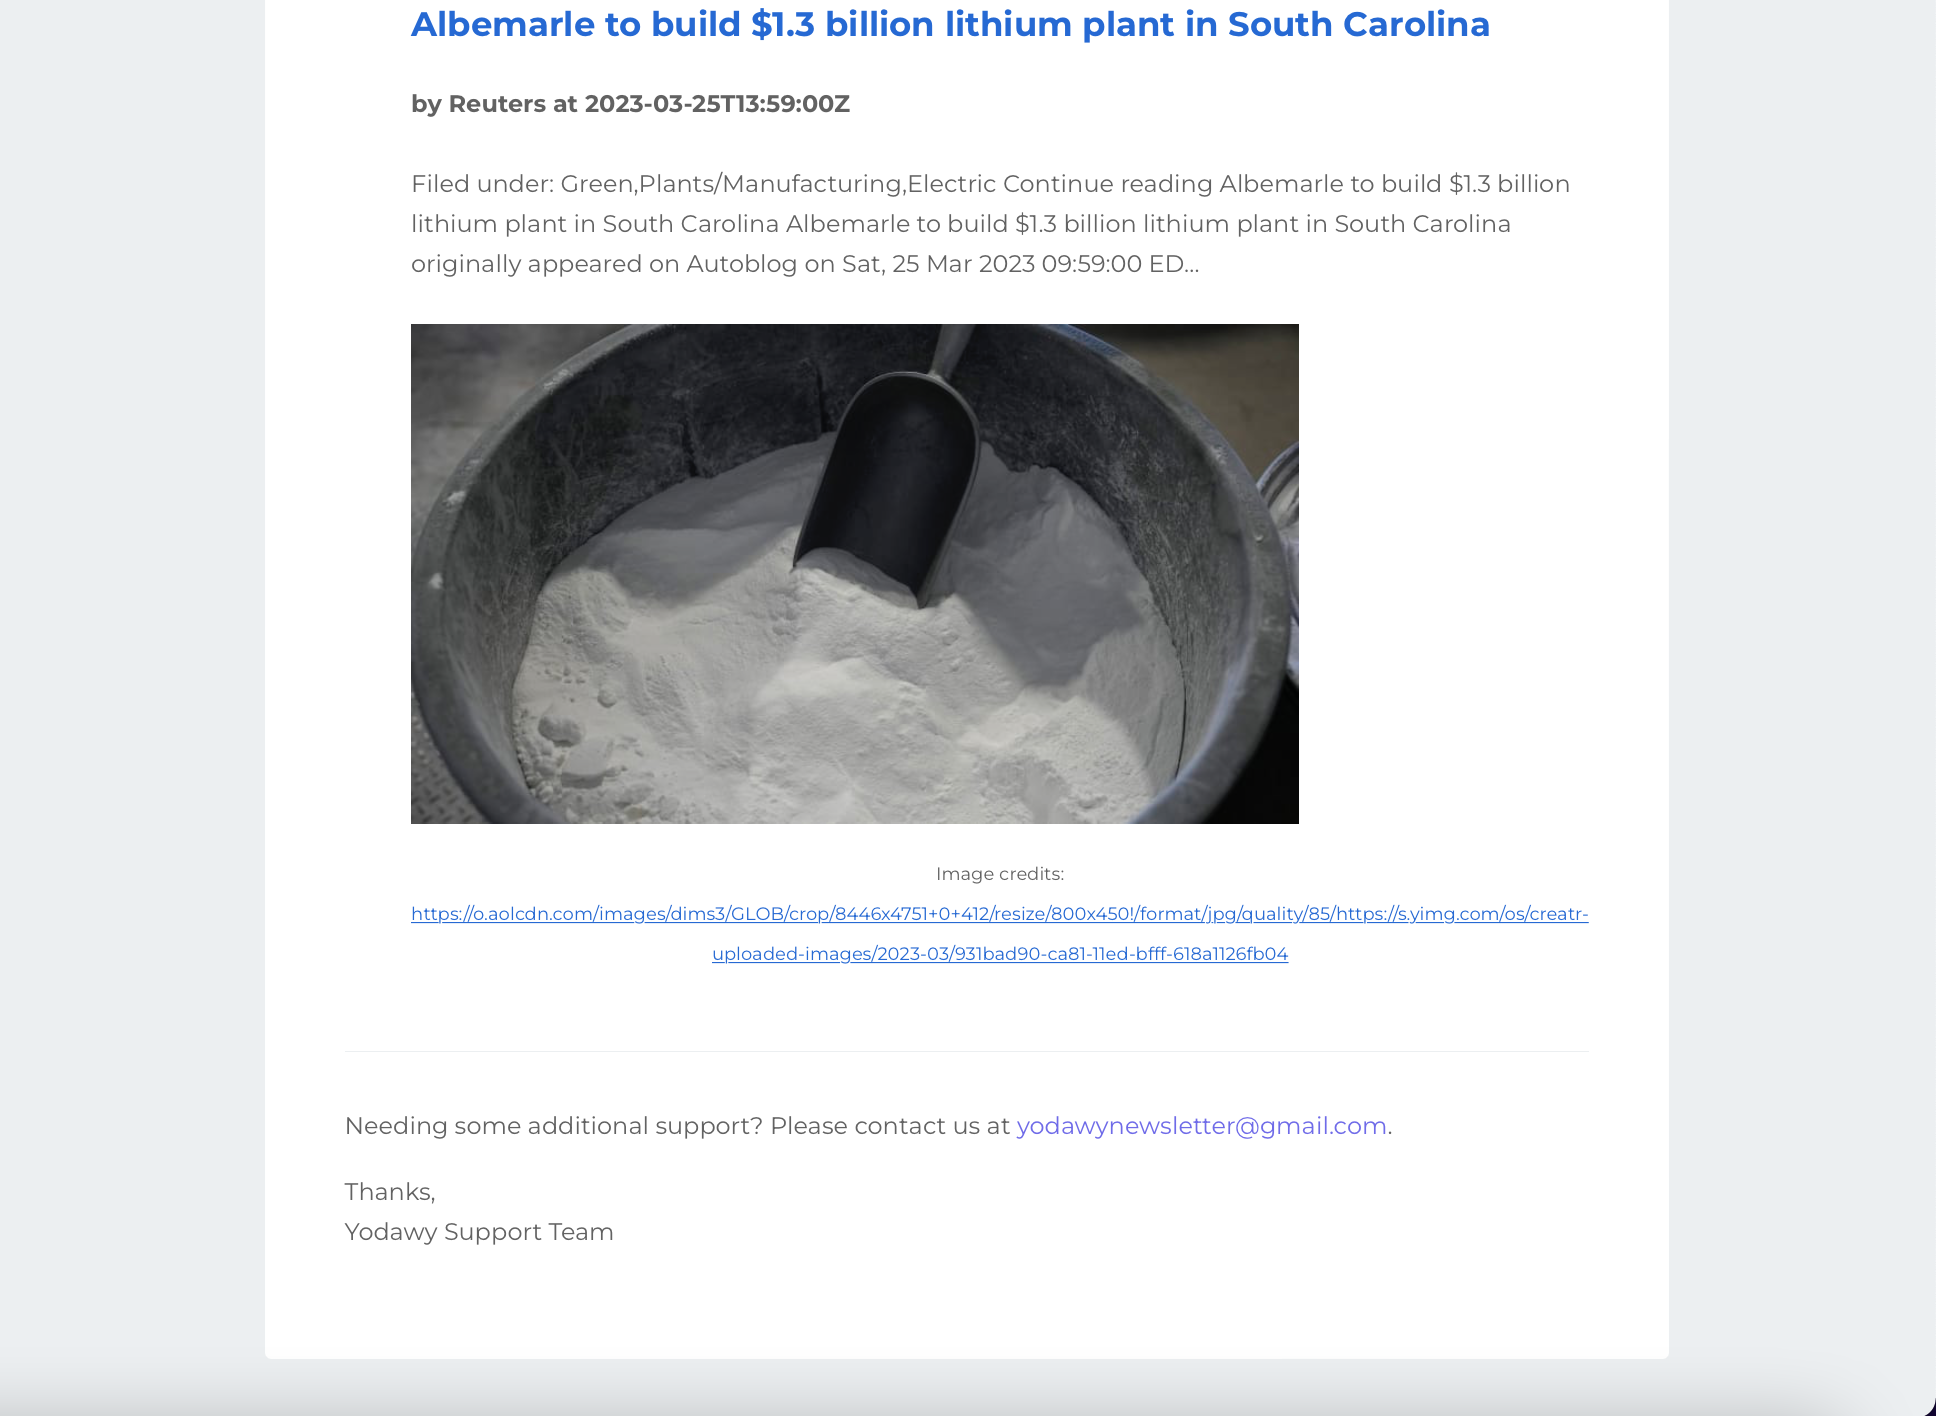 Albemarle to build $1.3 billion lithium plant in South Carolina
by Reuters at 2023-03-25T13:59:00Z
Filed under: Green,Plants/Manufacturing,Electric Continue reading Albemarle to build $1.3 billion
lithium plant in South Carolina Albemarle to build $1.3 billion lithium plant in South Carolina
originally appeared on Autoblog on Sat, 25 Mar 2023 09:59:00 ED...
Image credits:
https://o.aolcdn.com/images/dims3/GLOB/crop/8446x4751+0+412/resize/800x450!/format/jpg/quality/85/https://s.yimg.com/os/creatr-
uploaded-images/2023-03/931bad90-ca81-11ed-bfff-618a1126fb04
Needing some additional support? Please contact us at yodawynewsletter@gmail.com.
Thanks,
Yodawy Support Team